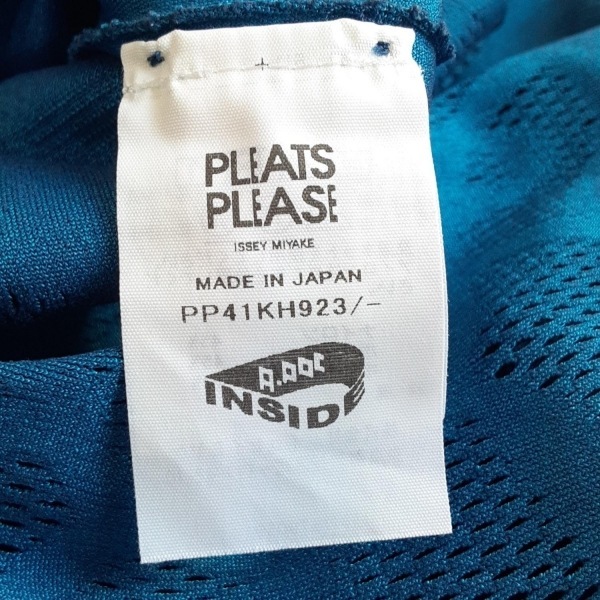 PLEATS
PLEASE
ISSEY MIYAKE
MADE IN JAPAN
PP41KH923/-
A.POC
INSIDE